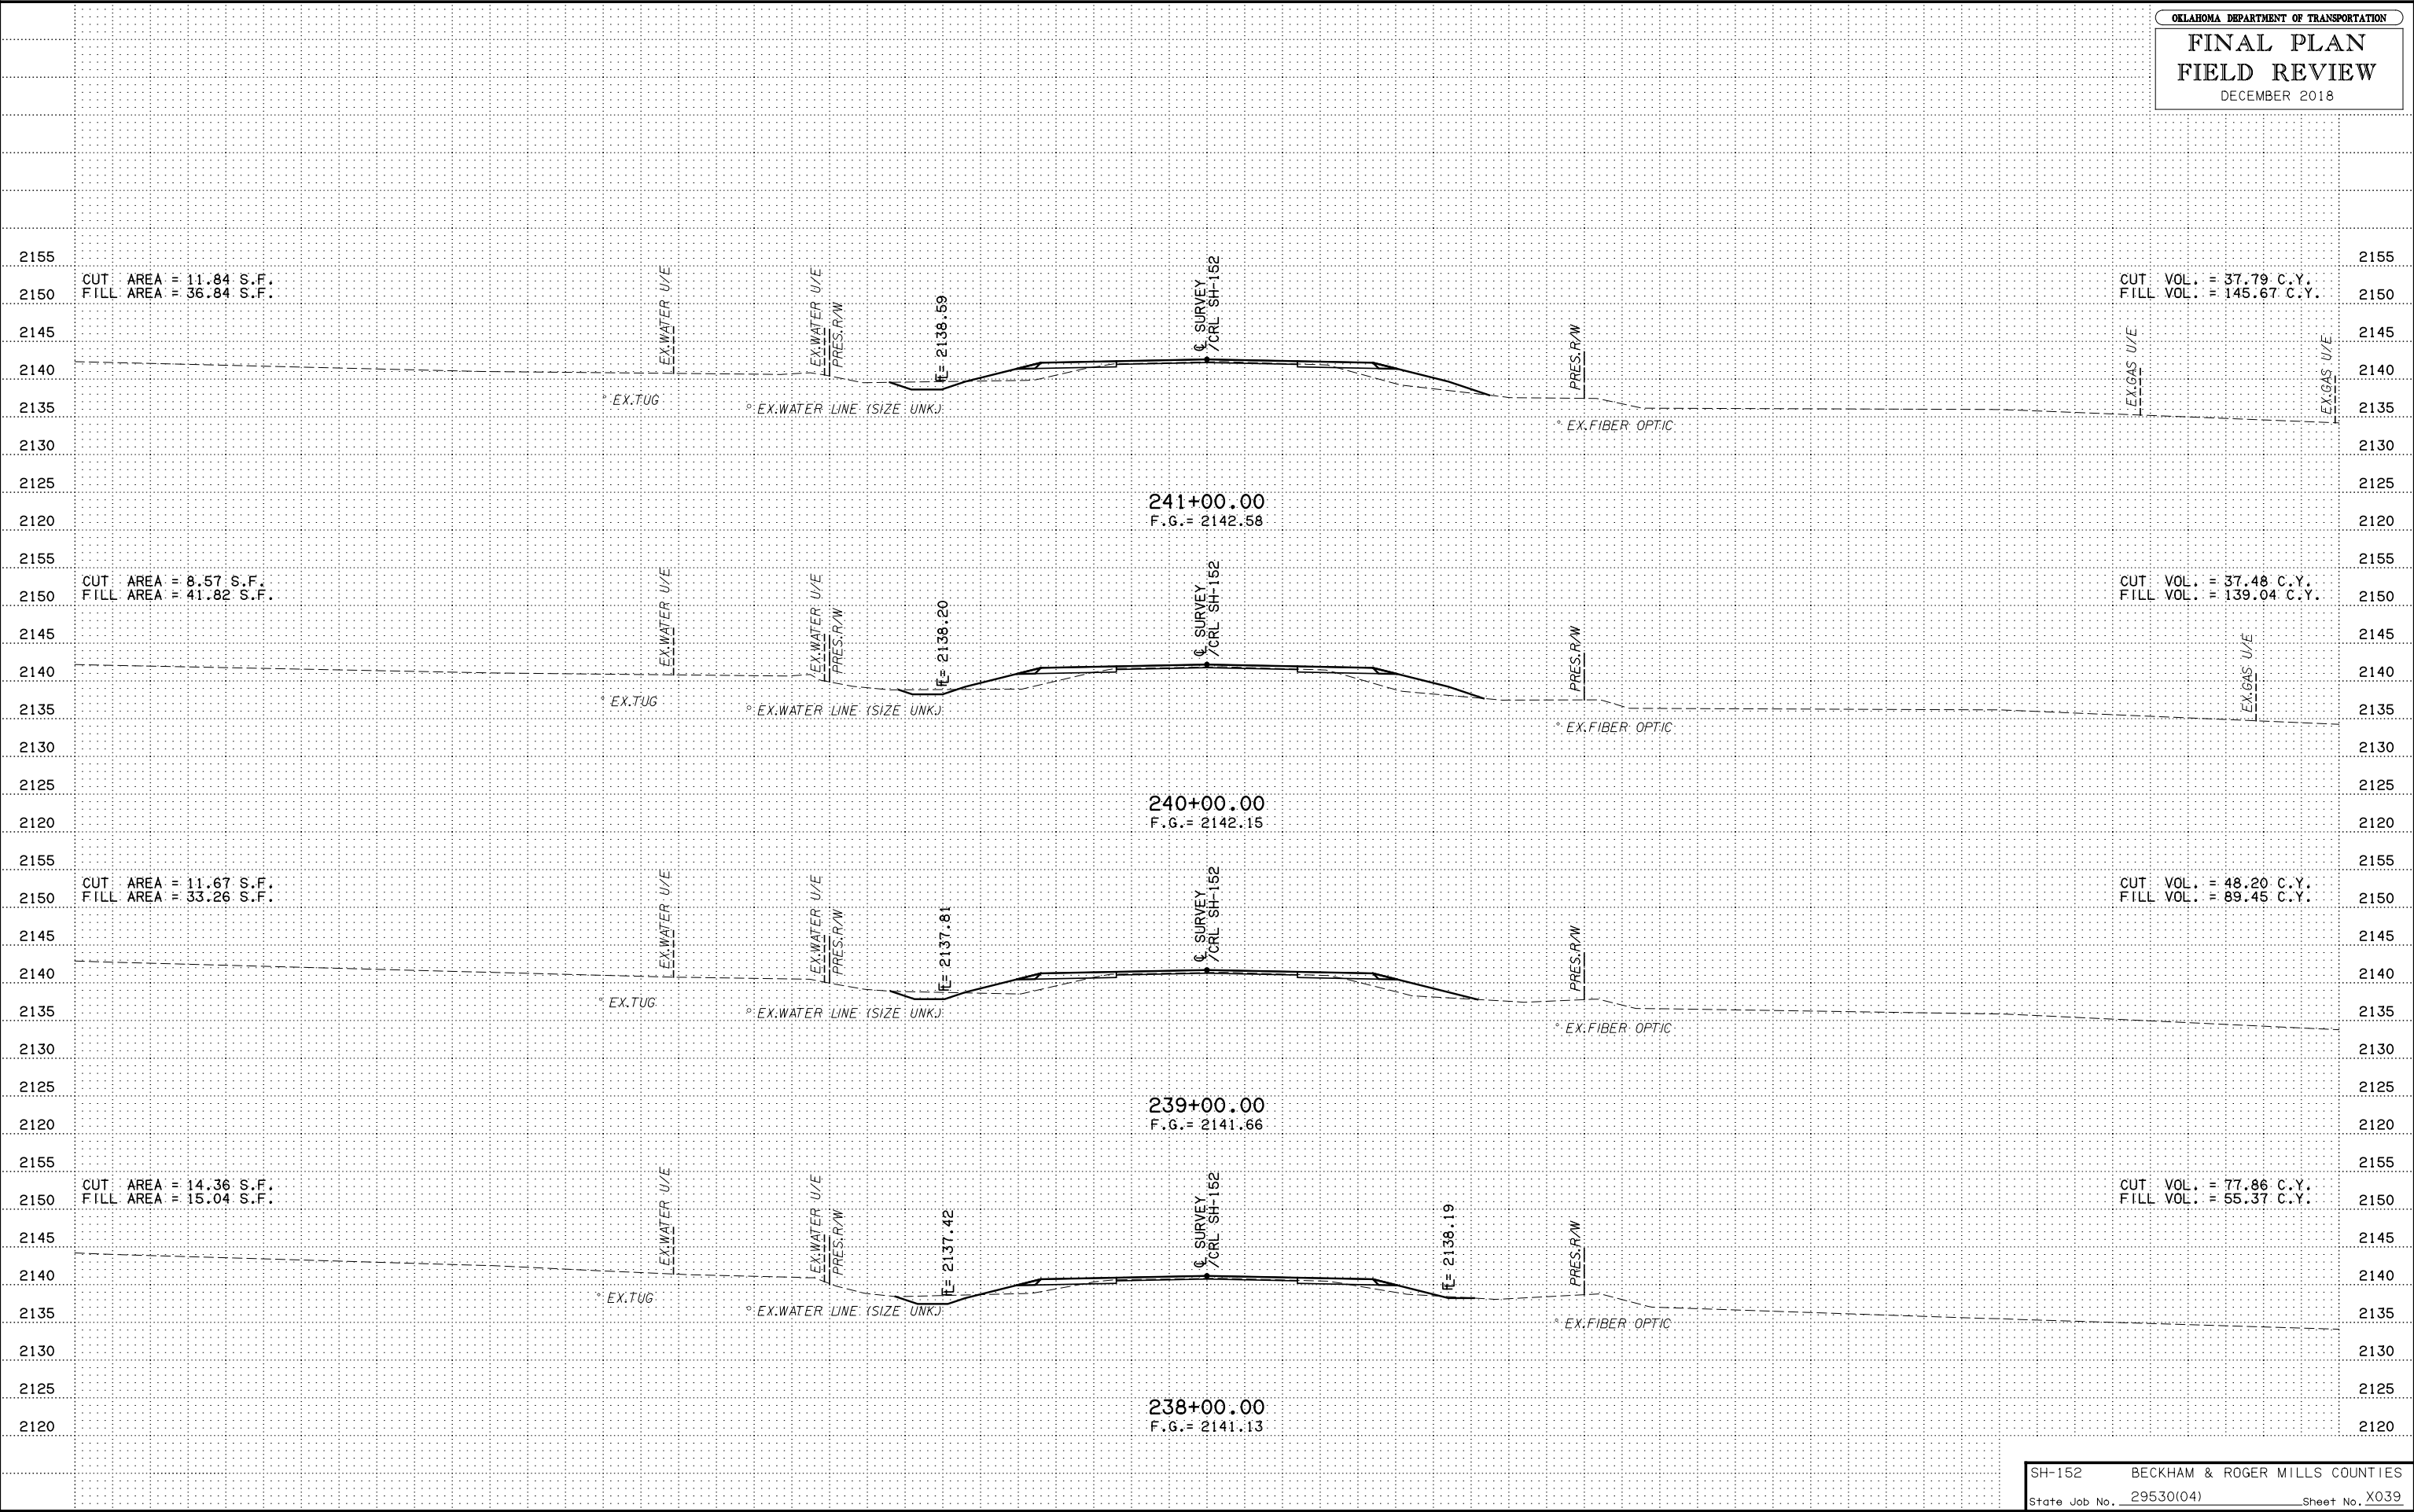 OKLAHOMA DEPARTMENT OF TRANSPORTATION
FINAL PLAN
FIELD REVIEW
DECEMBER 2018
2155
2150
2145
2140
2135
2130
2125
2120
CUT AREA = 11.84 S.F.
FILL AREA = 36.84 S.F.
EX.WATER U/E
EX.WATER U/E
PRES.R/W
FL= 2138.59
℄ SURVEY
/CRL SH-152
PRES.R/W
EX.GAS U/E
EX.GAS U/E
CUT VOL. = 37.79 C.Y.
FILL VOL. = 145.67 C.Y.
EX.TUG
EX.WATER LINE (SIZE UNK.)
EX.FIBER OPTIC
241+00.00
F.G.= 2142.58
2155
2150
2145
2140
2135
2130
2125
2120
2155
2150
2145
2140
2135
2130
2125
2120
CUT AREA = 8.57 S.F.
FILL AREA = 41.82 S.F.
EX.WATER U/E
EX.WATER U/E
PRES.R/W
FL= 2138.20
℄ SURVEY
/CRL SH-152
PRES.R/W
EX.GAS U/E
CUT VOL. = 37.48 C.Y.
FILL VOL. = 139.04 C.Y.
EX.TUG
EX.WATER LINE (SIZE UNK.)
EX.FIBER OPTIC
240+00.00
F.G.= 2142.15
2155
2150
2145
2140
2135
2130
2125
2120
2155
2150
2145
2140
2135
2130
2125
2120
CUT AREA = 11.67 S.F.
FILL AREA = 33.26 S.F.
EX.WATER U/E
EX.WATER U/E
PRES.R/W
FL= 2137.81
℄ SURVEY
/CRL SH-152
PRES.R/W
CUT VOL. = 48.20 C.Y.
FILL VOL. = 89.45 C.Y.
EX.TUG
EX.WATER LINE (SIZE UNK.)
EX.FIBER OPTIC
239+00.00
F.G.= 2141.66
2155
2150
2145
2140
2135
2130
2125
2120
2155
2150
2145
2140
2135
2130
2125
2120
CUT AREA = 14.36 S.F.
FILL AREA = 15.04 S.F.
EX.WATER U/E
EX.WATER U/E
PRES.R/W
FL= 2137.42
℄ SURVEY
/CRL SH-152
FL= 2138.19
PRES.R/W
CUT VOL. = 77.86 C.Y.
FILL VOL. = 55.37 C.Y.
EX.TUG
EX.WATER LINE (SIZE UNK.)
EX.FIBER OPTIC
238+00.00
F.G.= 2141.13
2155
2150
2145
2140
2135
2130
2125
2120
SH-152 BECKHAM & ROGER MILLS COUNTIES
State Job No. 29530(04) Sheet No. X039